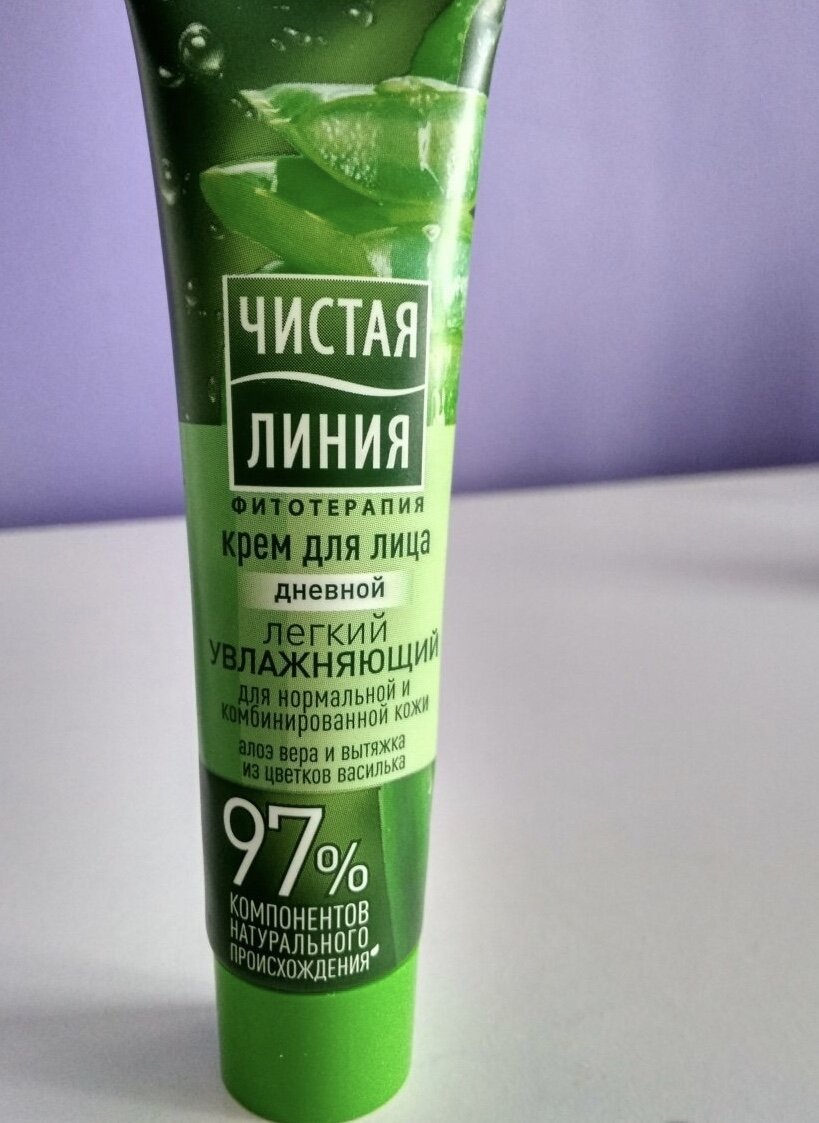 ЧИСТАЯ
ЛИНИЯ
ФИТОТЕРАПИЯ
крем для лица
дневной
легкий
увлажняющий
для нормальной и
комбинированной кожи
алоэ вера и вытяжка
из цветков василька
97%
КОМПОНЕНТОВ
НАТУРАЛЬНОГО
ПРОИСХОЖДЕНИЯ